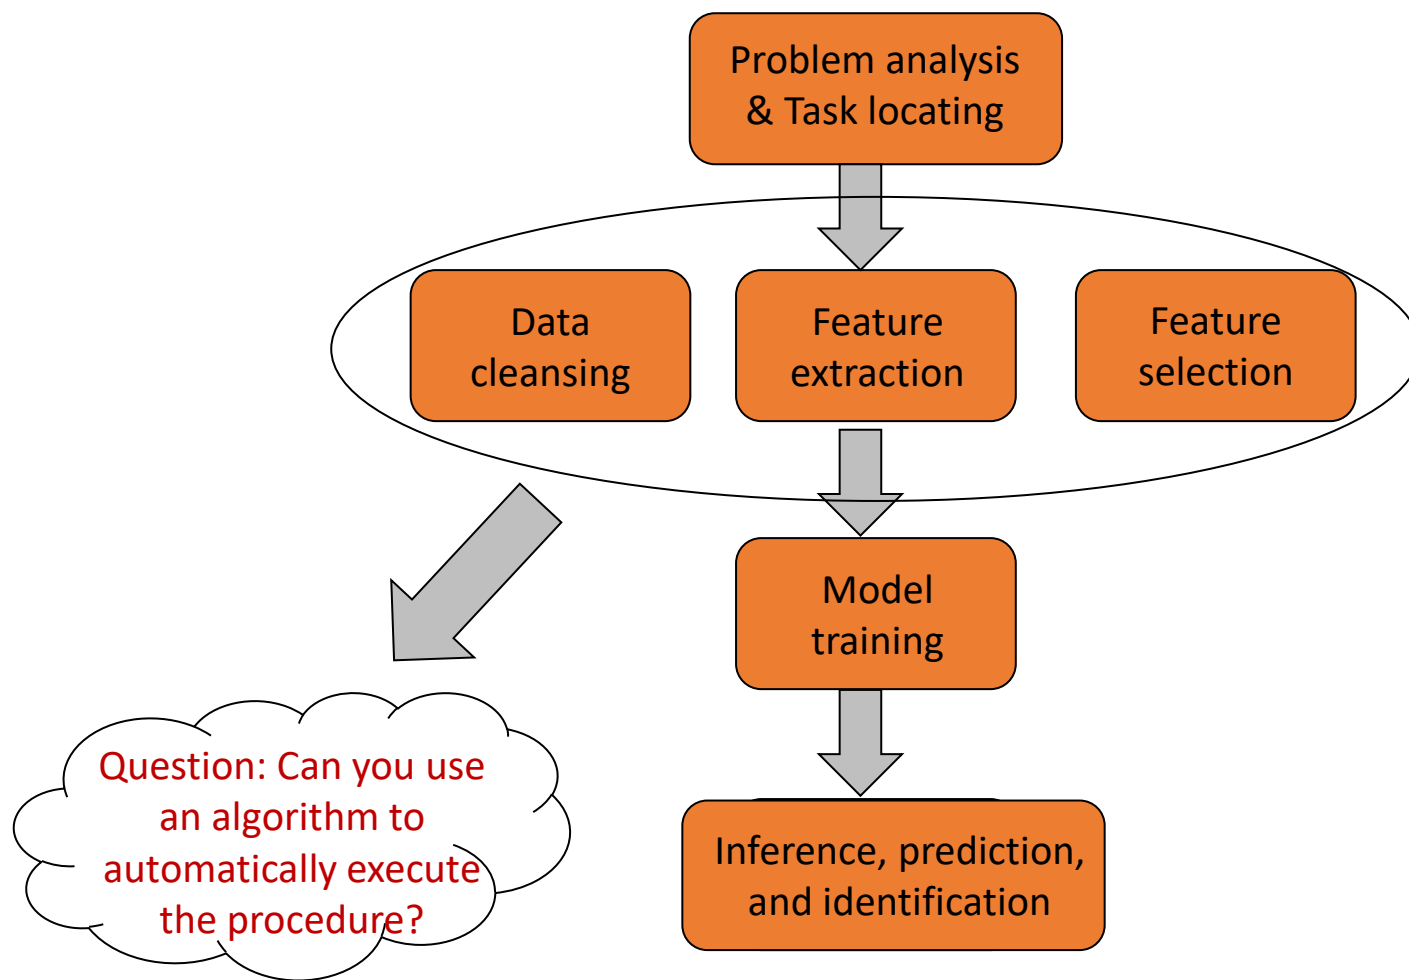 Problem analysis
& Task locating
Data
cleansing
Feature
extraction
Feature
selection
Model
training
Question: Can you use
an algorithm to
automatically execute
the procedure?
Inference, prediction,
and identification